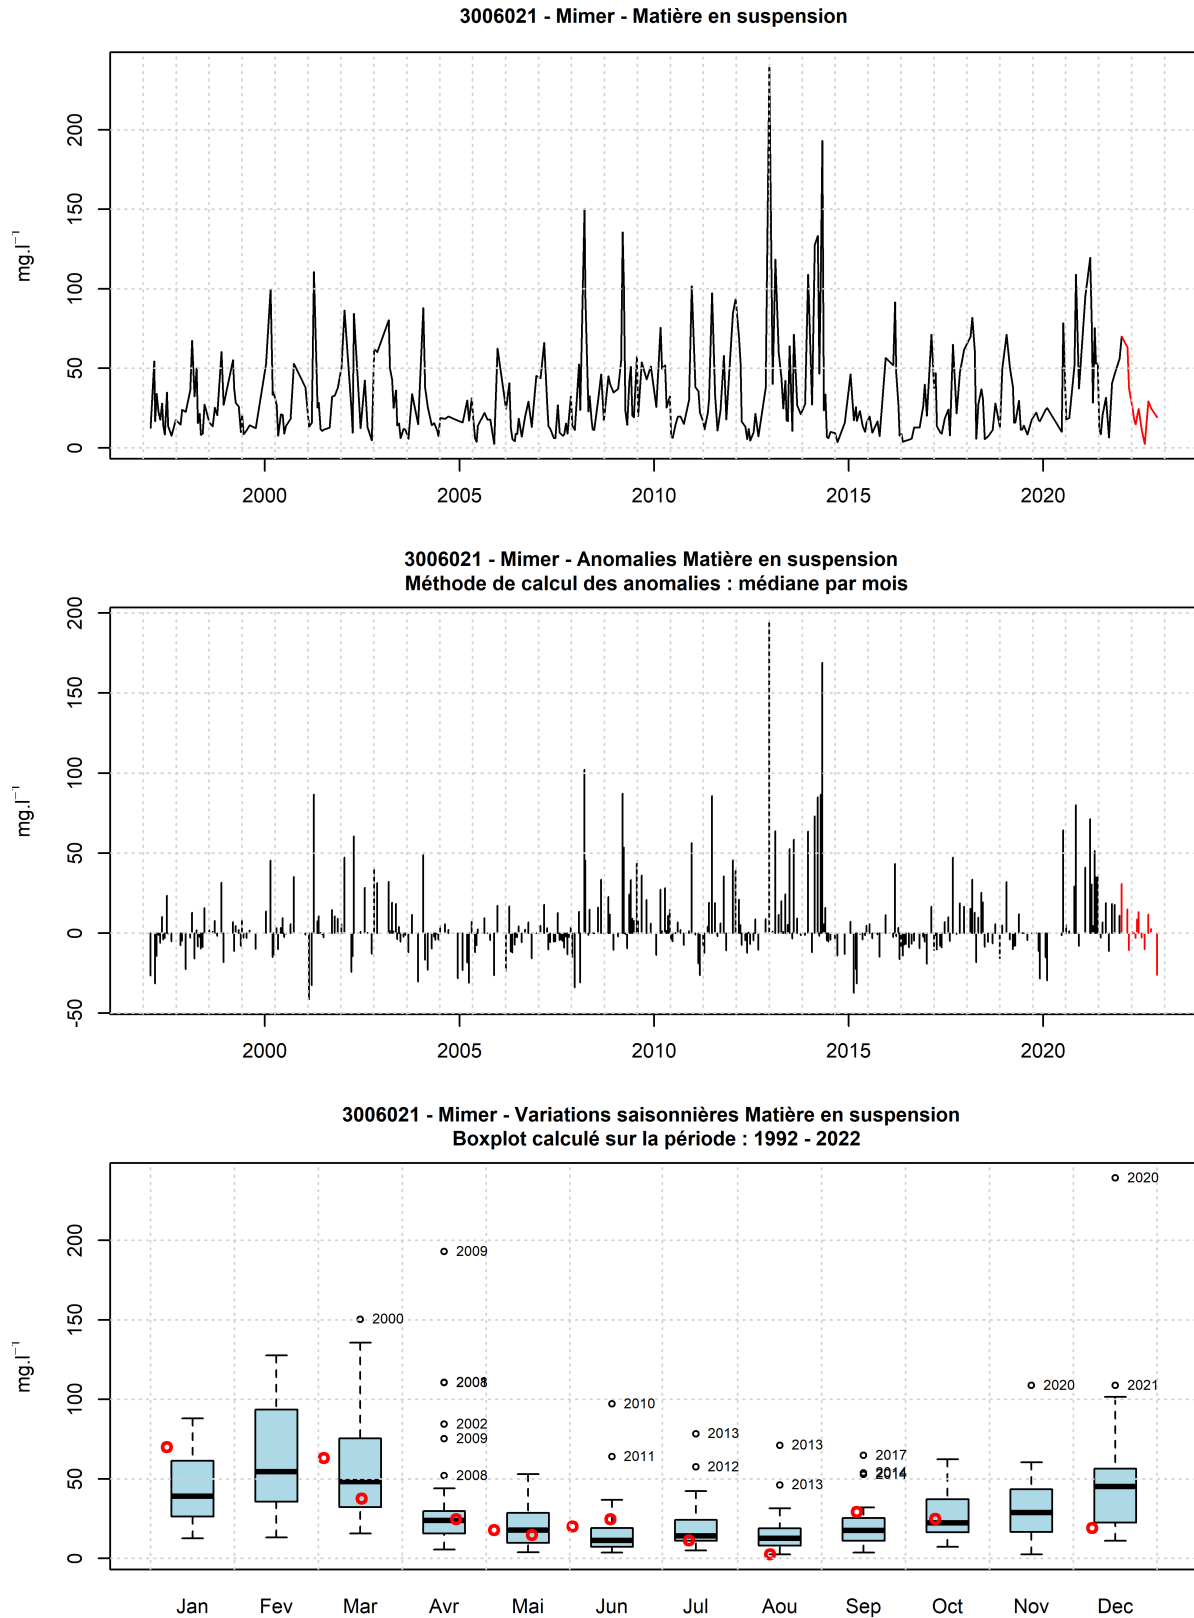 3006021 - Mimer - Matière en suspension
mg.l⁻¹
0
50
100
150
200
2000
2005
2010
2015
2020
3006021 - Mimer - Anomalies Matière en suspension
Méthode de calcul des anomalies : médiane par mois
mg.l⁻¹
-50
0
50
100
150
200
2000
2005
2010
2015
2020
3006021 - Mimer - Variations saisonnières Matière en suspension
Boxplot calculé sur la période : 1992 - 2022
mg.l⁻¹
0
50
100
150
200
2020
2009
2000
2008
2002
2009
2008
2010
2011
2013
2012
2013
2013
2017
2014
2020
2021
Jan
Fev
Mar
Avr
Mai
Jun
Jul
Aou
Sep
Oct
Nov
Dec